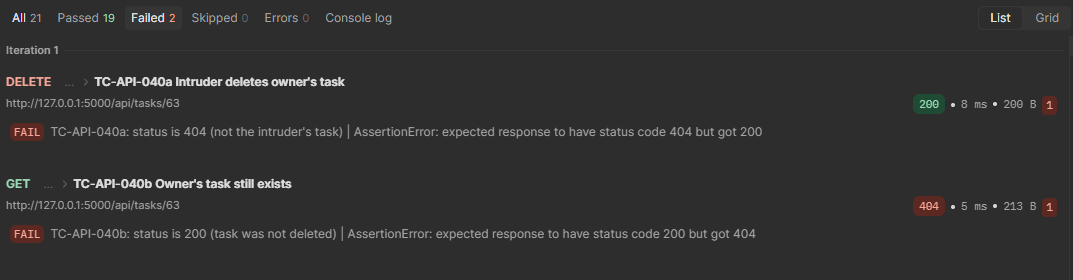 All 21 Passed 19 Failed 2 Skipped 0 Errors 0 Console log List Grid
Iteration 1
DELETE ... > TC-API-040a Intruder deletes owner's task
http://127.0.0.1:5000/api/tasks/63 200 • 8 ms • 200 B 1
FAIL TC-API-040a: status is 404 (not the intruder's task) | AssertionError: expected response to have status code 404 but got 200
GET ... > TC-API-040b Owner's task still exists
http://127.0.0.1:5000/api/tasks/63 404 • 5 ms • 213 B 1
FAIL TC-API-040b: status is 200 (task was not deleted) | AssertionError: expected response to have status code 200 but got 404